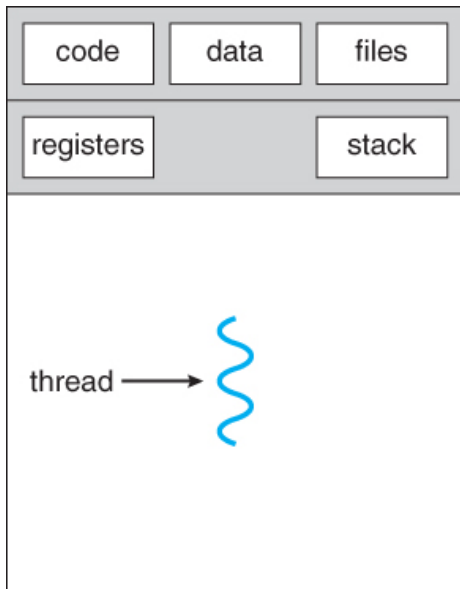 code data files
registers stack
thread